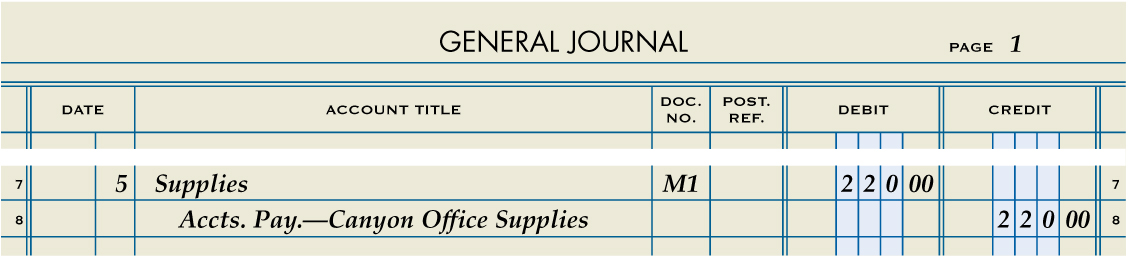 GENERAL JOURNAL PAGE 1
DATE ACCOUNT TITLE DOC. NO. POST. REF. DEBIT CREDIT
7 5 Supplies M1 2 2 0 00 7
8 Accts. Pay.—Canyon Office Supplies 2 2 0 00 8